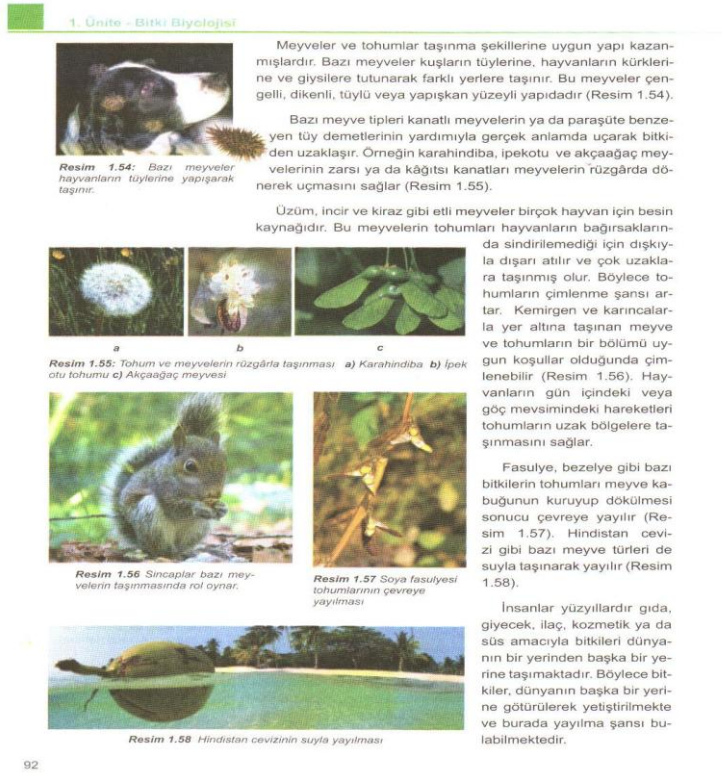 1. Ünite - Bitki Biyolojisi
Meyveler ve tohumlar taşınma şekillerine uygun yapı kazan-
mışlardır. Bazı meyveler kuşların tüylerine, hayvanların kürkleri-
ne ve giysilere tutunarak farklı yerlere taşınır. Bu meyveler çen-
gelli, dikenli, tüylü veya yapışkan yüzeyli yapıdadır (Resim 1.54).
Bazı meyve tipleri kanatlı meyvelerin ya da paraşüte benze-
yen tüy demetlerinin yardımıyla gerçek anlamda uçarak bitki-
den uzaklaşır. Örneğin karahindiba, ipekotu ve akçaağaç mey-
velerinin zarsı ya da kâğıtsı kanatları meyvelerin rüzgârda dö-
nerek uçmasını sağlar (Resim 1.55).
Resim 1.54: Bazı meyveler
hayvanların tüylerine yapışarak
taşınır.
Üzüm, incir ve kiraz gibi etli meyveler birçok hayvan için besin
kaynağıdır. Bu meyvelerin tohumları hayvanların bağırsakların-
da sindirilemediği için dışkıy-
la dışarı atılır ve çok uzakla-
ra taşınmış olur. Böylece to-
humların çimlenme şansı ar-
tar. Kemirgen ve karıncalar-
la yer altına taşınan meyve
ve tohumların bir bölümü uy-
gun koşullar olduğunda çim-
lenebilir (Resim 1.56). Hay-
vanların gün içindeki veya
göç mevsimindeki hareketleri
tohumların uzak bölgelere ta-
şınmasını sağlar.
a
b
c
Resim 1.55: Tohum ve meyvelerin rüzgârla taşınması a) Karahindiba b) İpek
otu tohumu c) Akçaağaç meyvesi
Fasulye, bezelye gibi bazı
bitkilerin tohumları meyve ka-
buğunun kuruyup dökülmesi
sonucu çevreye yayılır (Re-
sim 1.57). Hindistan cevi-
zi gibi bazı meyve türleri de
suyla taşınarak yayılır (Resim
1.58).
Resim 1.56 Sincaplar bazı mey-
velerin taşınmasında rol oynar.
Resim 1.57 Soya fasulyesi
tohumlarının çevreye
yayılması
İnsanlar yüzyıllardır gıda,
giyecek, ilaç, kozmetik ya da
süs amacıyla bitkileri dünya-
nın bir yerinden başka bir ye-
rine taşımaktadır. Böylece bit-
kiler, dünyanın başka bir yeri-
ne götürülerek yetiştirilmekte
ve burada yayılma şansı bu-
labilmektedir.
Resim 1.58 Hindistan cevizinin suyla yayılması
92